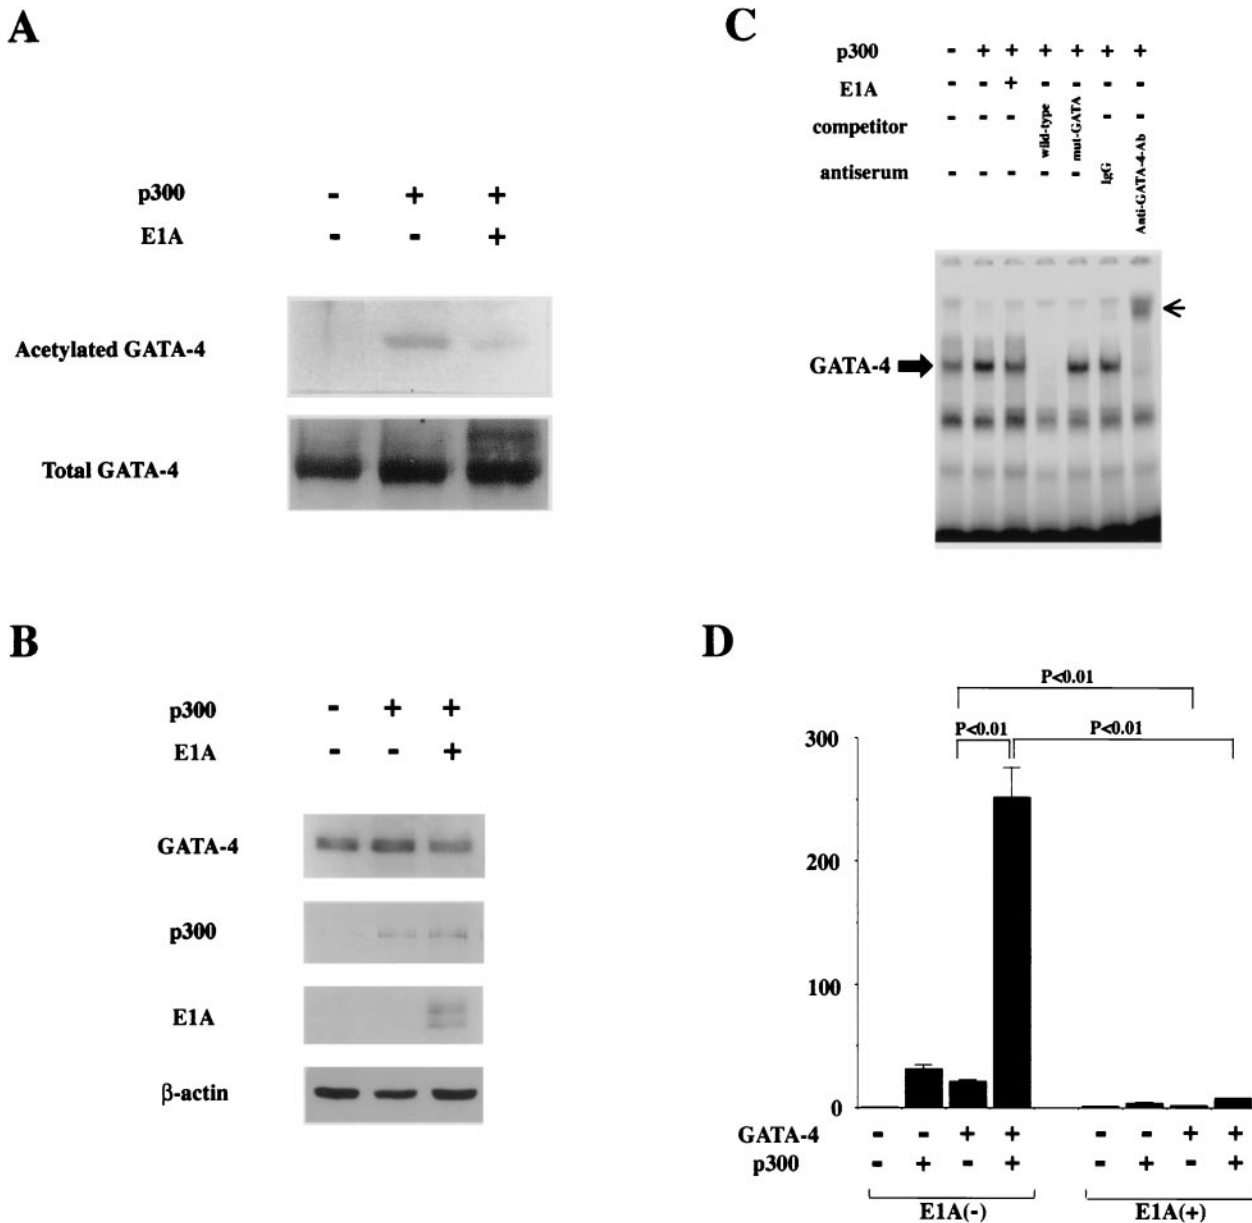 A
p300 - + +
E1A - - +
Acetylated GATA-4
Total GATA-4
B
p300 - + +
E1A - - +
GATA-4
p300
E1A
β-actin
C
p300 - + + + + + +
E1A - - + - - - -
competitor - - - wild-type mut-GATA - -
antiserum - - - - - IgG Anti-GATA-4-Ab
GATA-4
D
P<0.01
P<0.01 P<0.01
300
200
100
0
GATA-4 - - + + - - + +
p300 - + - + - + - +
E1A(-) E1A(+)